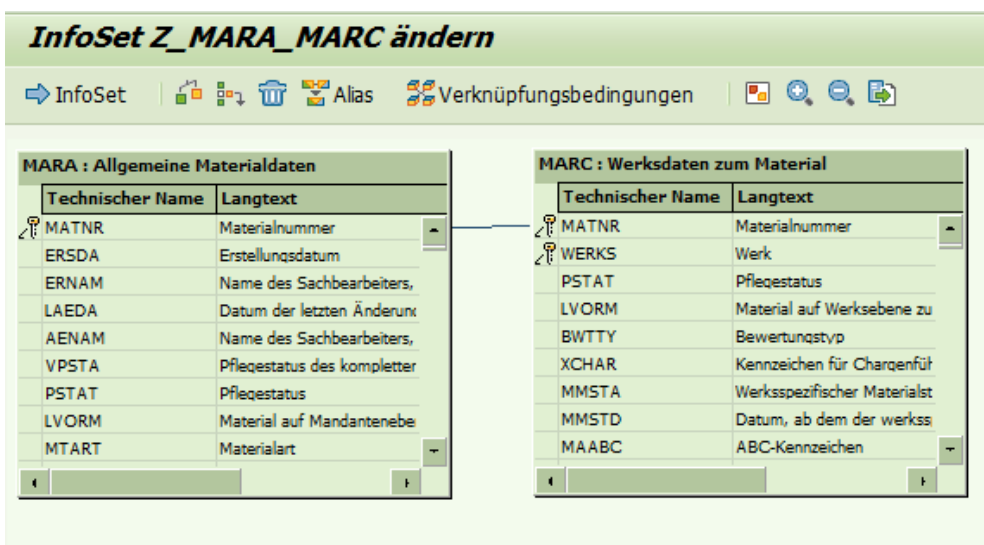 InfoSet Z_MARA_MARC ändern
InfoSet Alias Verknüpfungsbedingungen
MARA : Allgemeine Materialdaten
Technischer Name Langtext
MATNR Materialnummer
ERSDA Erstellungsdatum
ERNAM Name des Sachbearbeiters,
LAEDA Datum der letzten Änderung
AENAM Name des Sachbearbeiters,
VPSTA Pflegestatus des kompletter
PSTAT Pflegestatus
LVORM Material auf Mandantenebe
MTART Materialart
MARC : Werksdaten zum Material
Technischer Name Langtext
MATNR Materialnummer
WERKS Werk
PSTAT Pflegestatus
LVORM Material auf Werksebene zu
BWTTY Bewertungstyp
XCHAR Kennzeichen für Chargenfüh
MMSTA Werksspezifischer Materialst
MMSTD Datum, ab dem der werkss
MAABC ABC-Kennzeichen